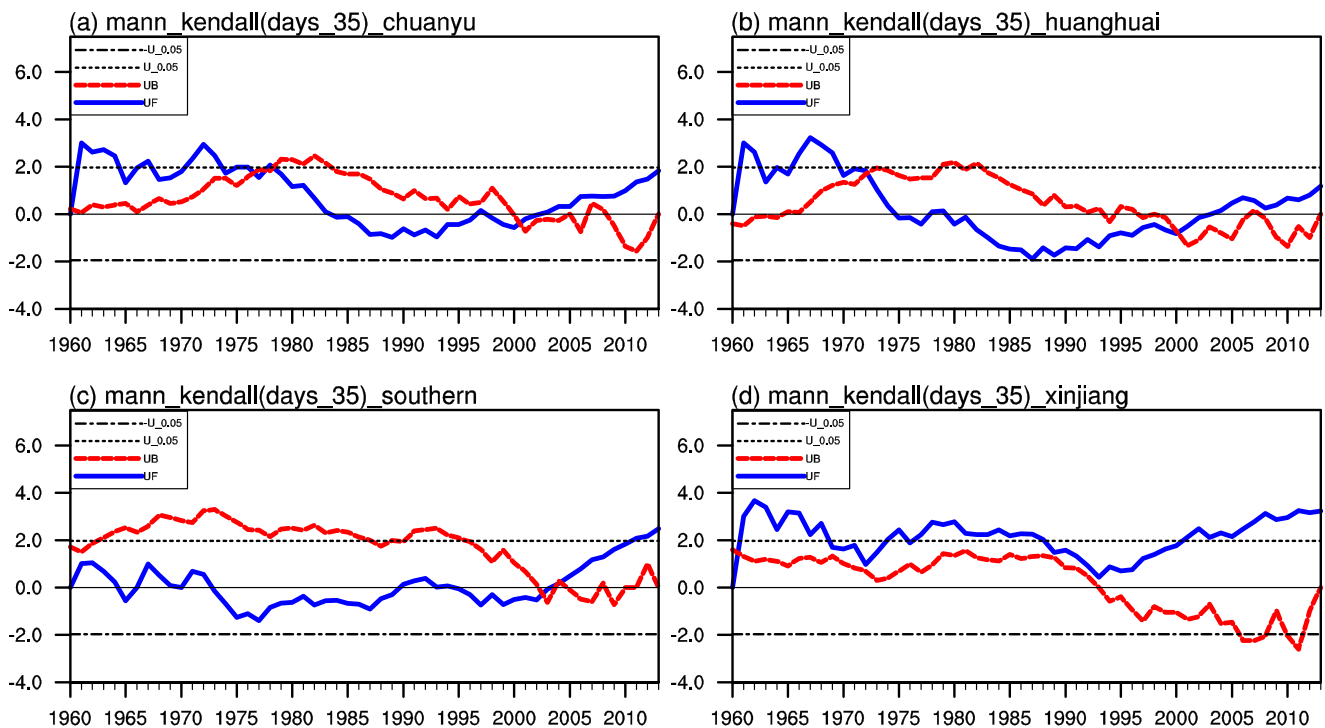 (a) mann_kendall(days_35)_chuanyu
-U_0.05
U_0.05
UB
UF
6.0
4.0
2.0
0.0
-2.0
-4.0
1960 1965 1970 1975 1980 1985 1990 1995 2000 2005 2010
(b) mann_kendall(days_35)_huanghuai
-U_0.05
U_0.05
UB
UF
6.0
4.0
2.0
0.0
-2.0
-4.0
1960 1965 1970 1975 1980 1985 1990 1995 2000 2005 2010
(c) mann_kendall(days_35)_southern
-U_0.05
U_0.05
UB
UF
6.0
4.0
2.0
0.0
-2.0
-4.0
1960 1965 1970 1975 1980 1985 1990 1995 2000 2005 2010
(d) mann_kendall(days_35)_xinjiang
-U_0.05
U_0.05
UB
UF
6.0
4.0
2.0
0.0
-2.0
-4.0
1960 1965 1970 1975 1980 1985 1990 1995 2000 2005 2010